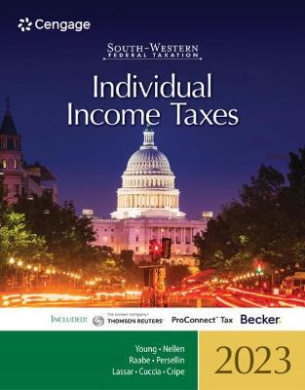 Cengage
SOUTH-WESTERN
FEDERAL TAXATION
Individual
Income Taxes
INCLUDED:
THOMSON REUTERS
ProConnect Tax
Becker
Young • Nellen
Raabe • Persellin
Lassar • Cuccia • Cripe
2023